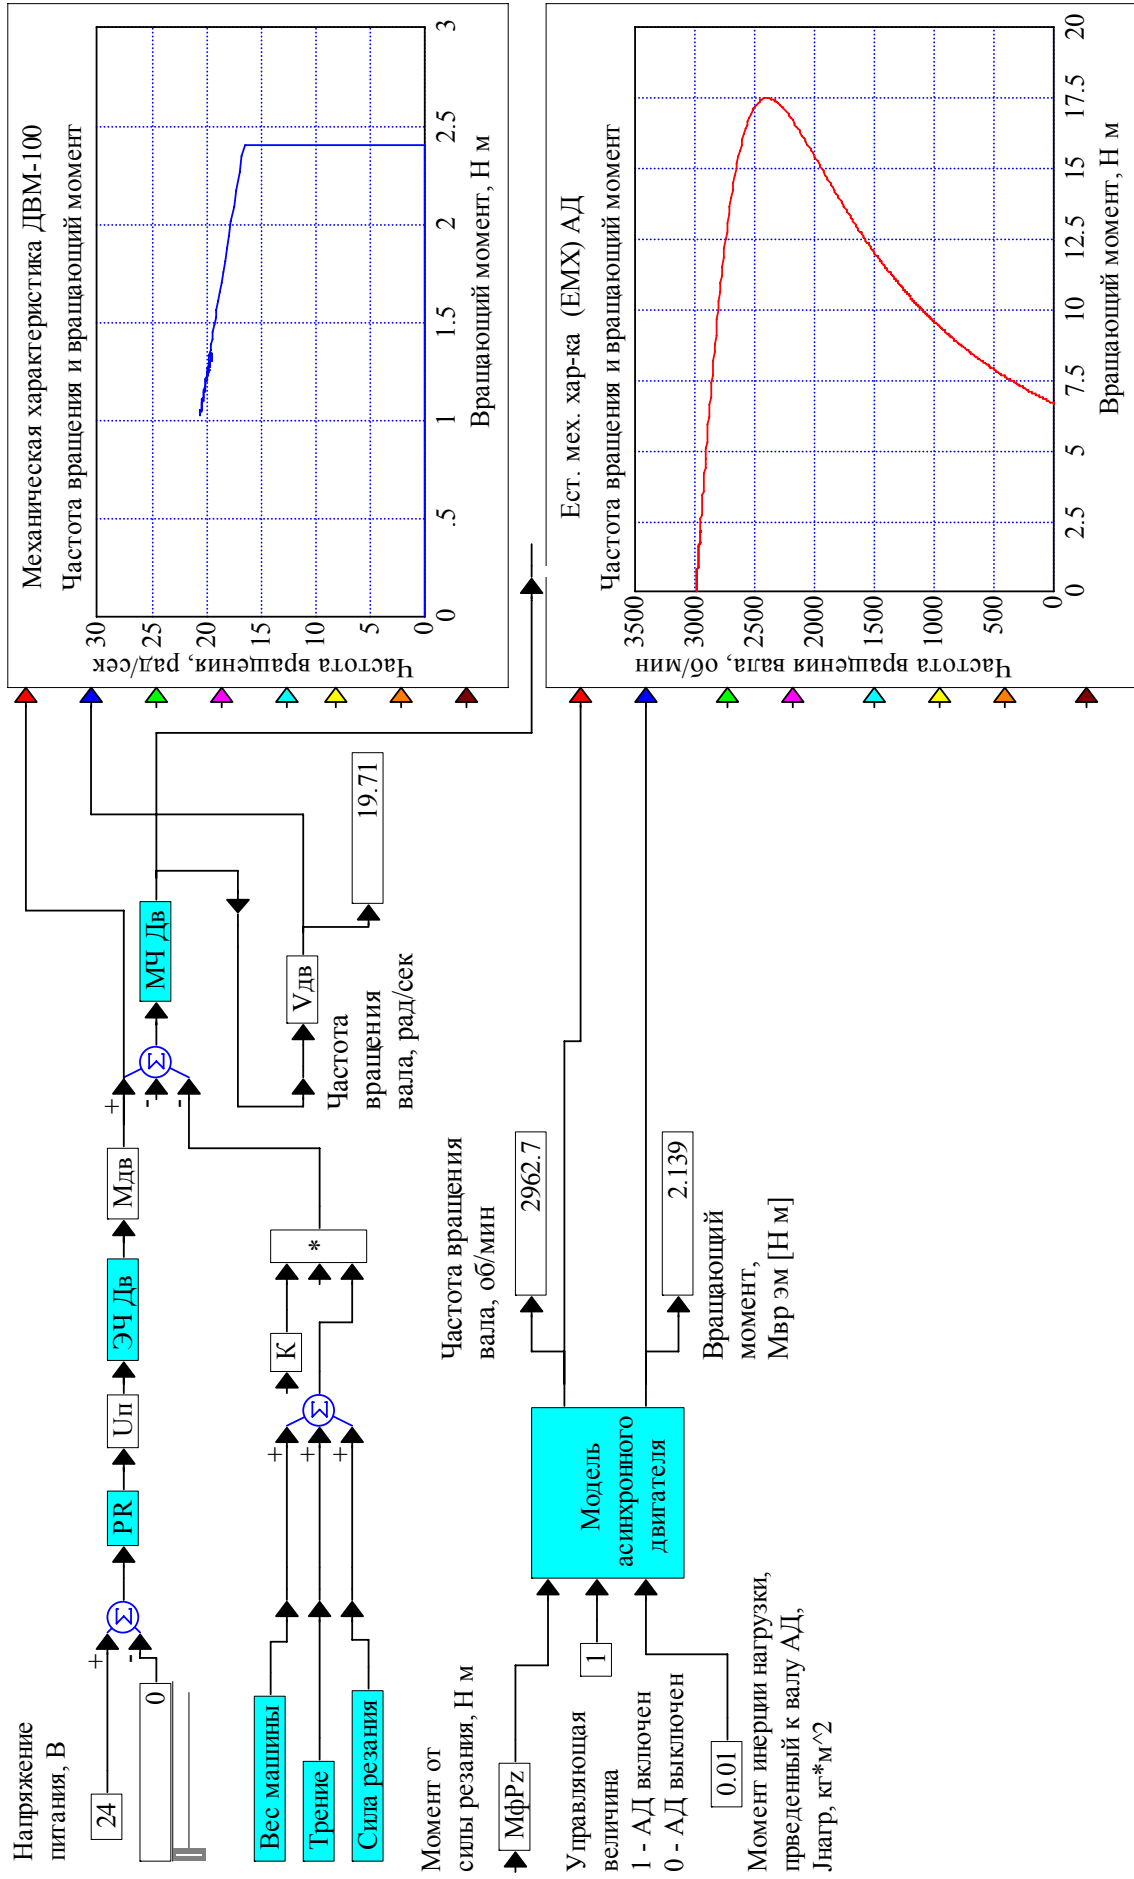 Напряжение
питания, В
24
0
+
-
Σ
PR
Uп
ЭЧ Дв
Мдв
+
-
-
Σ
МЧ Дв
Vдв
19.71
Частота
вращения
вала, рад/сек
Вес машины
Трение
Сила резания
+
+
+
Σ
К
*
Механическая характеристика ДВМ-100
Частота вращения и вращающий момент
Частота вращения, рад/сек
30
25
20
15
10
5
0
0
.5
1
1.5
2
2.5
3
Вращающий момент, Н м
Момент от
силы резания, Н м
МфPz
Управляющая
величина
1 - АД включен
0 - АД выключен
1
0.01
Момент инерции нагрузки,
прведенный к валу АД,
Jнагр, кг*м^2
Модель
асинхронного
двигателя
Частота вращения
вала, об/мин
2962.7
2.139
Вращающий
момент,
Мвр эм [Н м]
Ест. мех. хар-ка (ЕМХ) АД
Частота вращения и вращающий момент
Частота вращения вала, об/мин
3500
3000
2500
2000
1500
1000
500
0
0
2.5
5
7.5
10
12.5
15
17.5
20
Вращающий момент, Н м